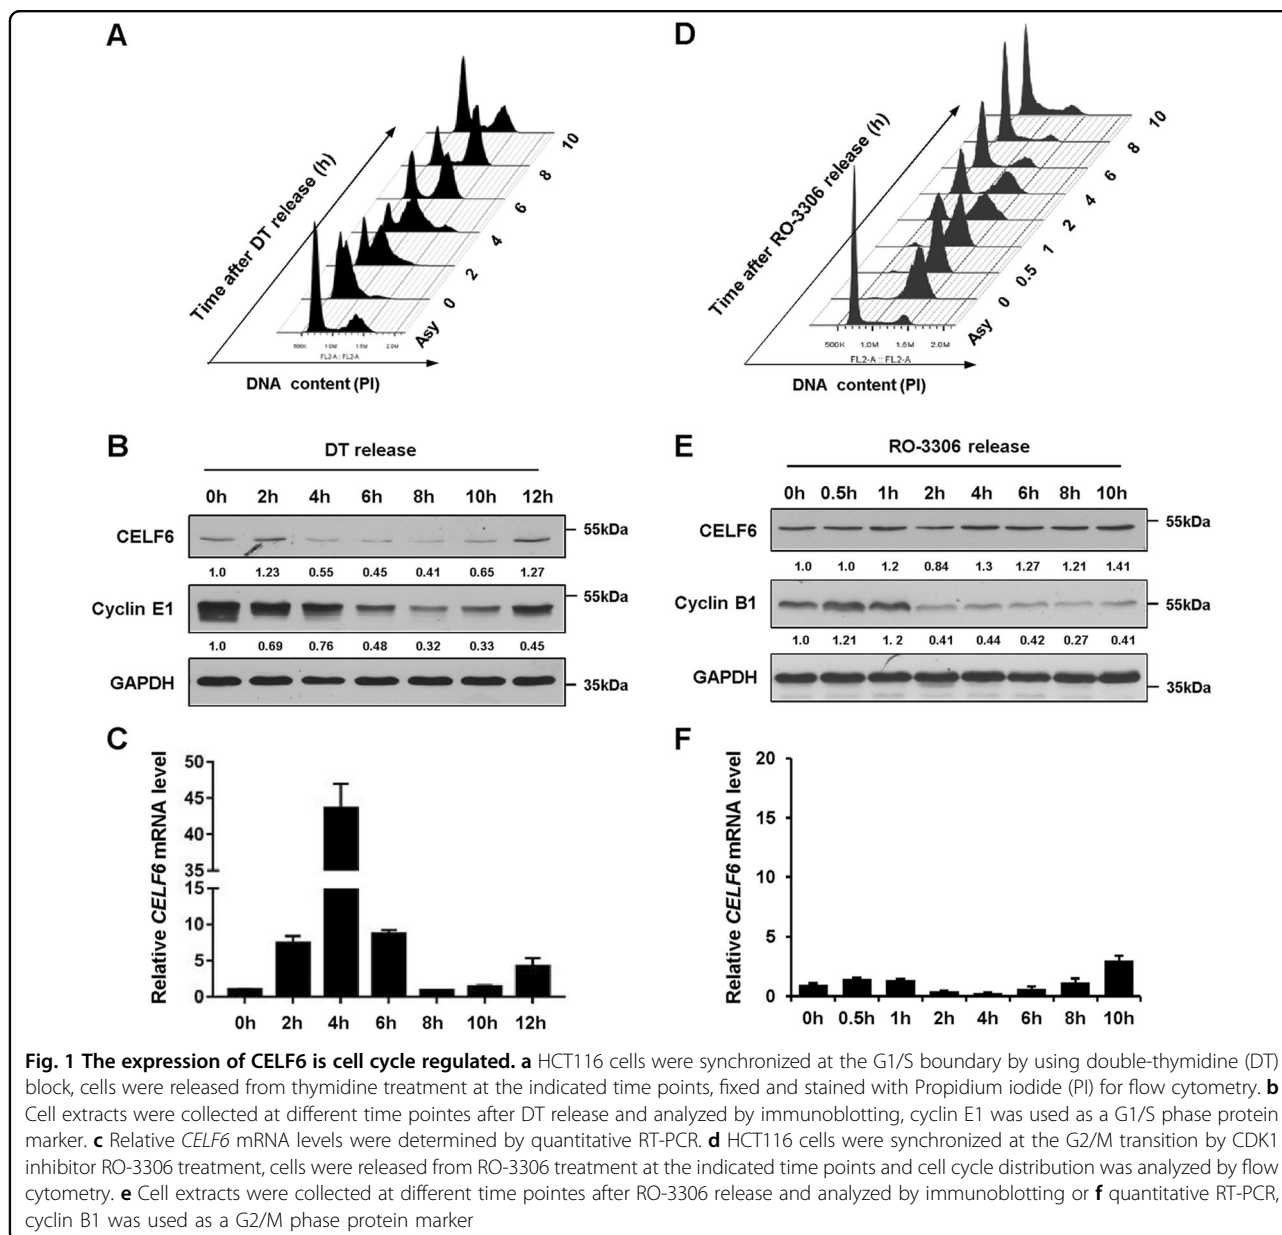 A
Time after DT release (h)
Asy 0 2 4 6 8 10
500K 1.0M 1.5M 2.0M
FL2-A :: FL2-A
DNA content (PI)
D
Time after RO-3306 release (h)
Asy 0 0.5 1 2 4 6 8 10
500K 1.0M 1.5M 2.0M
FL2-A :: FL2-A
DNA content (PI)
B
DT release
0h 2h 4h 6h 8h 10h 12h
CELF6 55kDa
1.0 1.23 0.55 0.45 0.41 0.65 1.27
Cyclin E1 55kDa
1.0 0.69 0.76 0.48 0.32 0.33 0.45
GAPDH 35kDa
E
RO-3306 release
0h 0.5h 1h 2h 4h 6h 8h 10h
CELF6 55kDa
1.0 1.0 1.2 0.84 1.3 1.27 1.21 1.41
Cyclin B1 55kDa
1.0 1.21 1.2 0.41 0.44 0.42 0.27 0.41
GAPDH 35kDa
C
Relative CELF6 mRNA level
50
45
40
35
15
10
5
0
0h 2h 4h 6h 8h 10h 12h
F
Relative CELF6 mRNA level
20
15
10
5
0
0h 0.5h 1h 2h 4h 6h 8h 10h
Fig. 1 The expression of CELF6 is cell cycle regulated. a HCT116 cells were synchronized at the G1/S boundary by using double-thymidine (DT)
block, cells were released from thymidine treatment at the indicated time points, fixed and stained with Propidium iodide (PI) for flow cytometry. b
Cell extracts were collected at different time pointes after DT release and analyzed by immunoblotting, cyclin E1 was used as a G1/S phase protein
marker. c Relative CELF6 mRNA levels were determined by quantitative RT-PCR. d HCT116 cells were synchronized at the G2/M transition by CDK1
inhibitor RO-3306 treatment, cells were released from RO-3306 treatment at the indicated time points and cell cycle distribution was analyzed by flow
cytometry. e Cell extracts were collected at different time pointes after RO-3306 release and analyzed by immunoblotting or f quantitative RT-PCR,
cyclin B1 was used as a G2/M phase protein marker